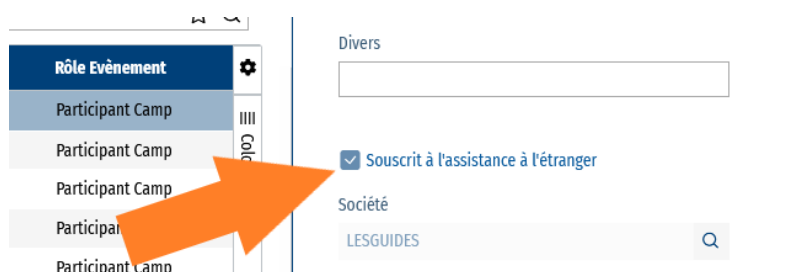 Rôle Evènement
Participant Camp
Participant Camp
Participant Camp
Participant Camp
Divers
Souscrit à l'assistance à l'étranger
Société
LESGUIDES